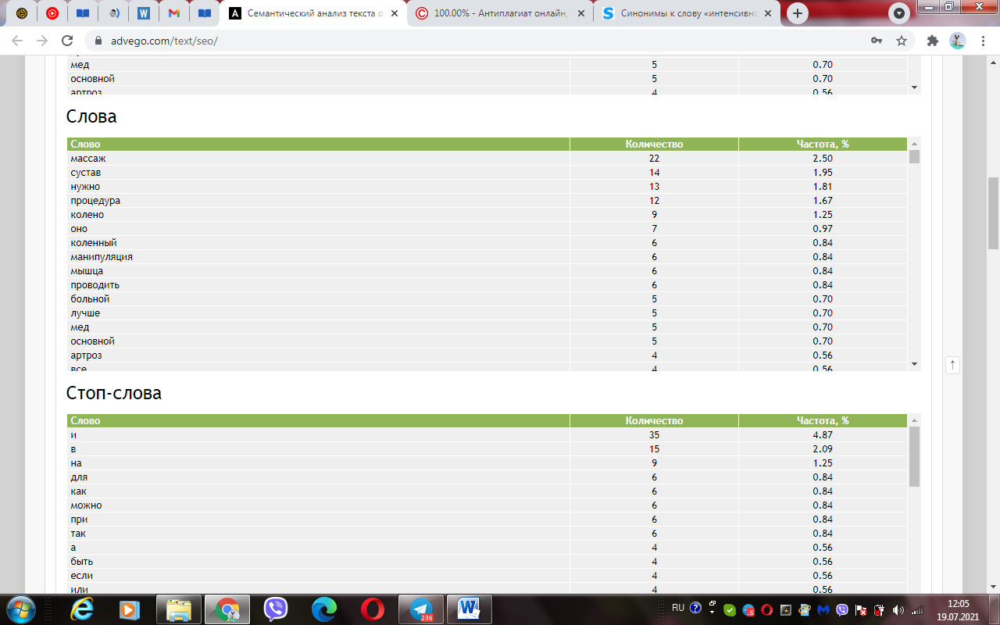 Семантический анализ текста о
100.00% - Антиплагиат онлайн,
Синонимы к слову «интенсивно
advego.com/text/seo/
мед 5 0.70
основной 5 0.70
артроз 4 0.56
Слова
Слово Количество Частота, %
массаж 22 2.50
сустав 14 1.95
нужно 13 1.81
процедура 12 1.67
колено 9 1.25
оно 7 0.97
коленный 6 0.84
манипуляция 6 0.84
мышца 6 0.84
проводить 6 0.84
больной 5 0.70
лучше 5 0.70
мед 5 0.70
основной 5 0.70
артроз 4 0.56
все 4 0.56
Стоп-слова
Слово Количество Частота, %
и 35 4.87
в 15 2.09
на 9 1.25
для 6 0.84
как 6 0.84
можно 6 0.84
при 6 0.84
так 6 0.84
а 4 0.56
быть 4 0.56
если 4 0.56
или 4 0.56
236
RU
12:05
19.07.2021